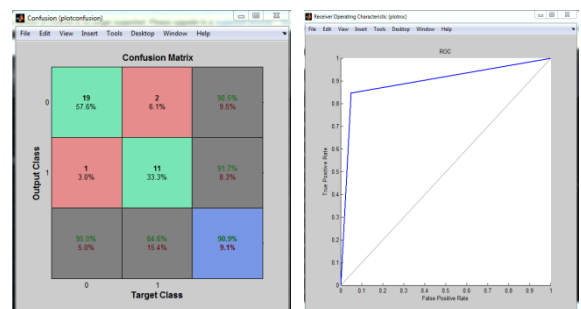 Confusion (plotconfusion)
File Edit View Insert Tools Desktop Window Help
Confusion Matrix
Output Class
0
19
57.6%
2
6.1%
90.5%
9.5%
1
1
3.0%
11
33.3%
91.7%
8.3%
95.0%
5.0%
84.6%
15.4%
90.9%
9.1%
0 1
Target Class
Receiver Operating Characteristic (plotroc)
File Edit View Insert Tools Desktop Window Help
ROC
True Positive Rate
1
0.9
0.8
0.7
0.6
0.5
0.4
0.3
0.2
0.1
0
0 0.1 0.2 0.3 0.4 0.5 0.6 0.7 0.8 0.9 1
False Positive Rate